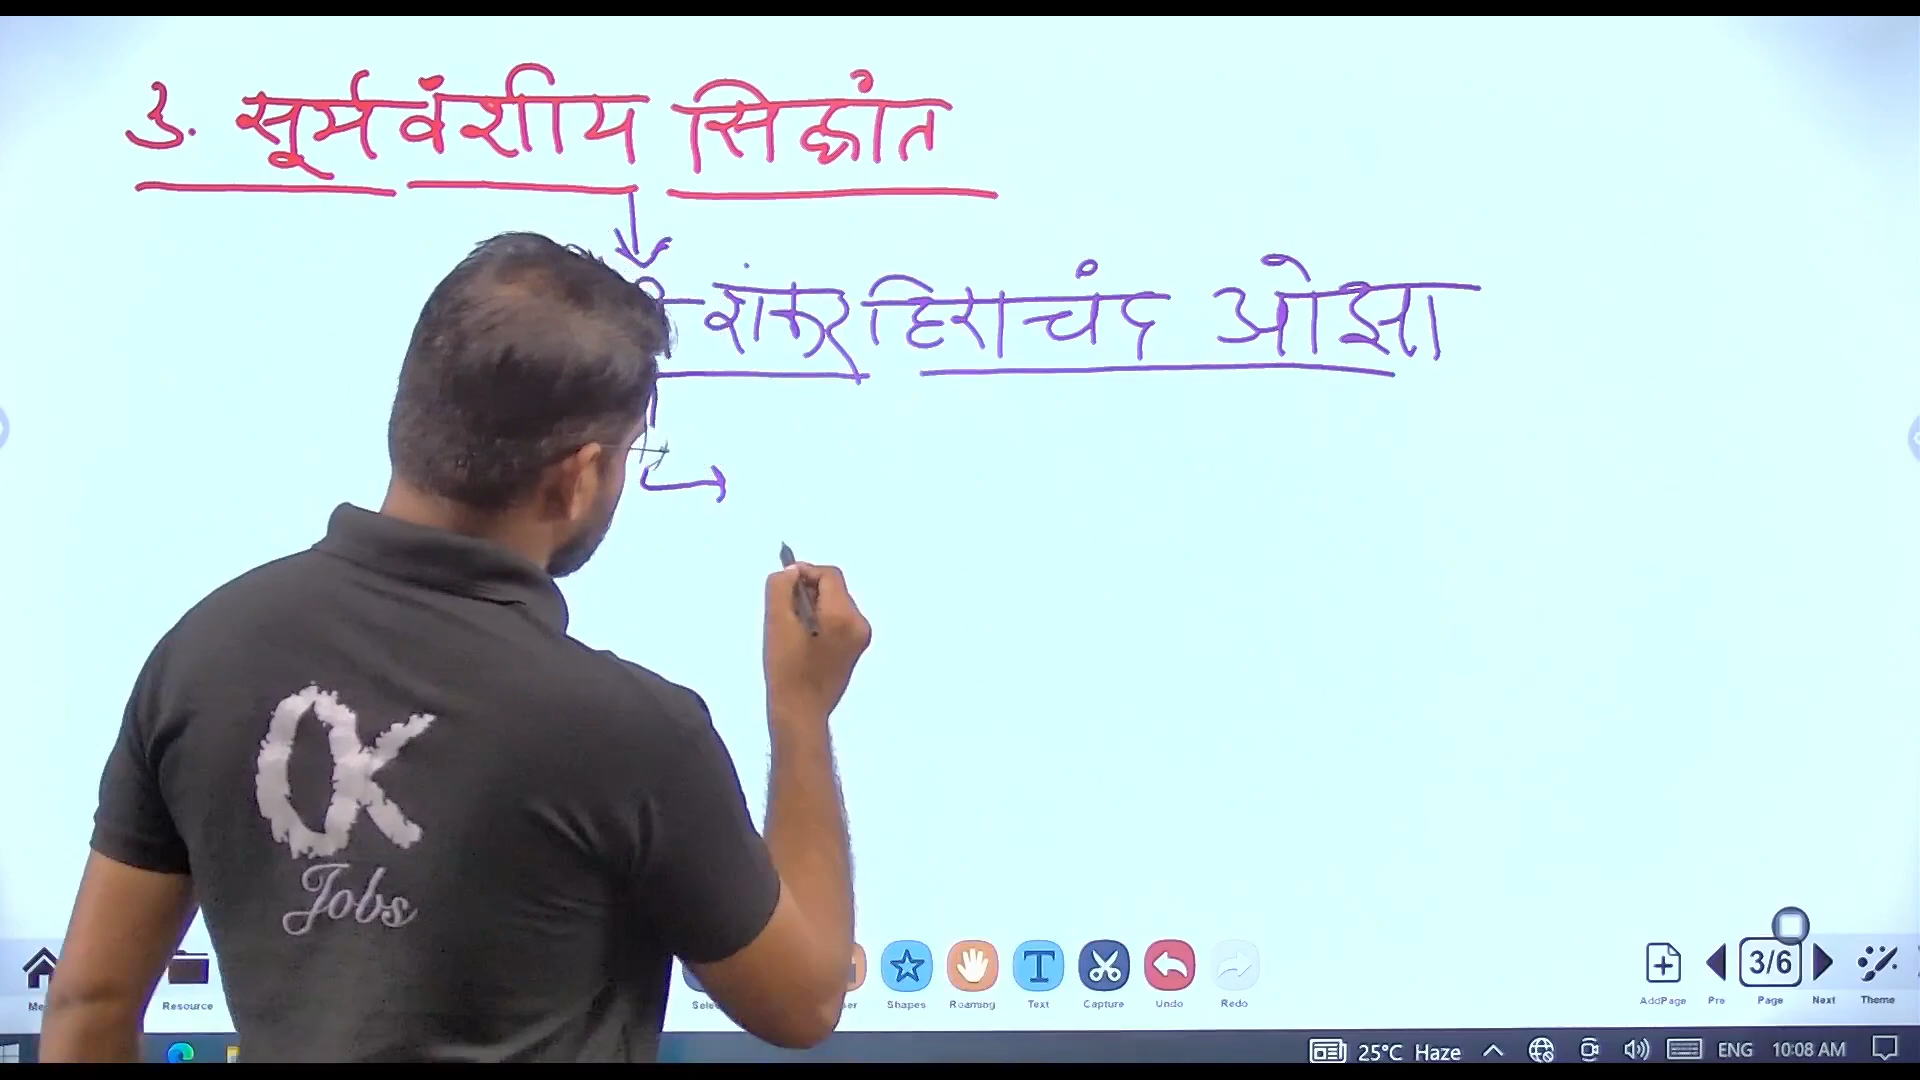 3. सूर्यवंशीय सिद्धांत
शंकर हिराचंद ओझा
OK
Jobs
Resource
Shapes
Roaming
Text
Capture
Undo
Redo
AddPage
Pre
3/6
Page
Next
Theme
25°C Haze
ENG
10:08 AM